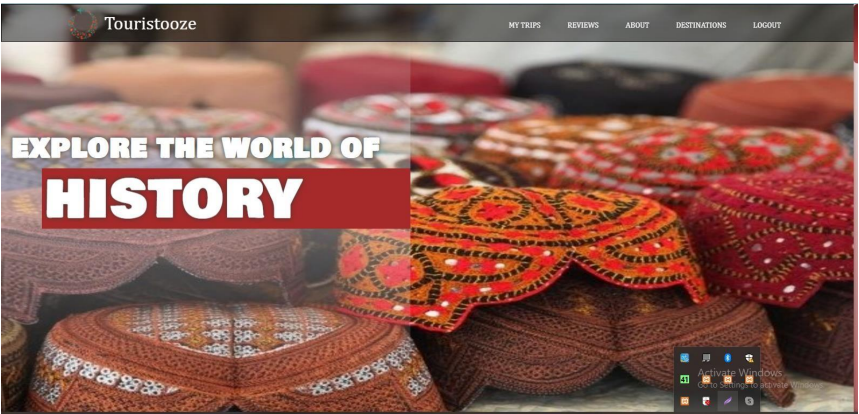 Touristooze
MY TRIPS REVIEWS ABOUT DESTINATIONS LOGOUT
EXPLORE THE WORLD OF
HISTORY
41
Activate Windows
Go to Settings to activate Windows.